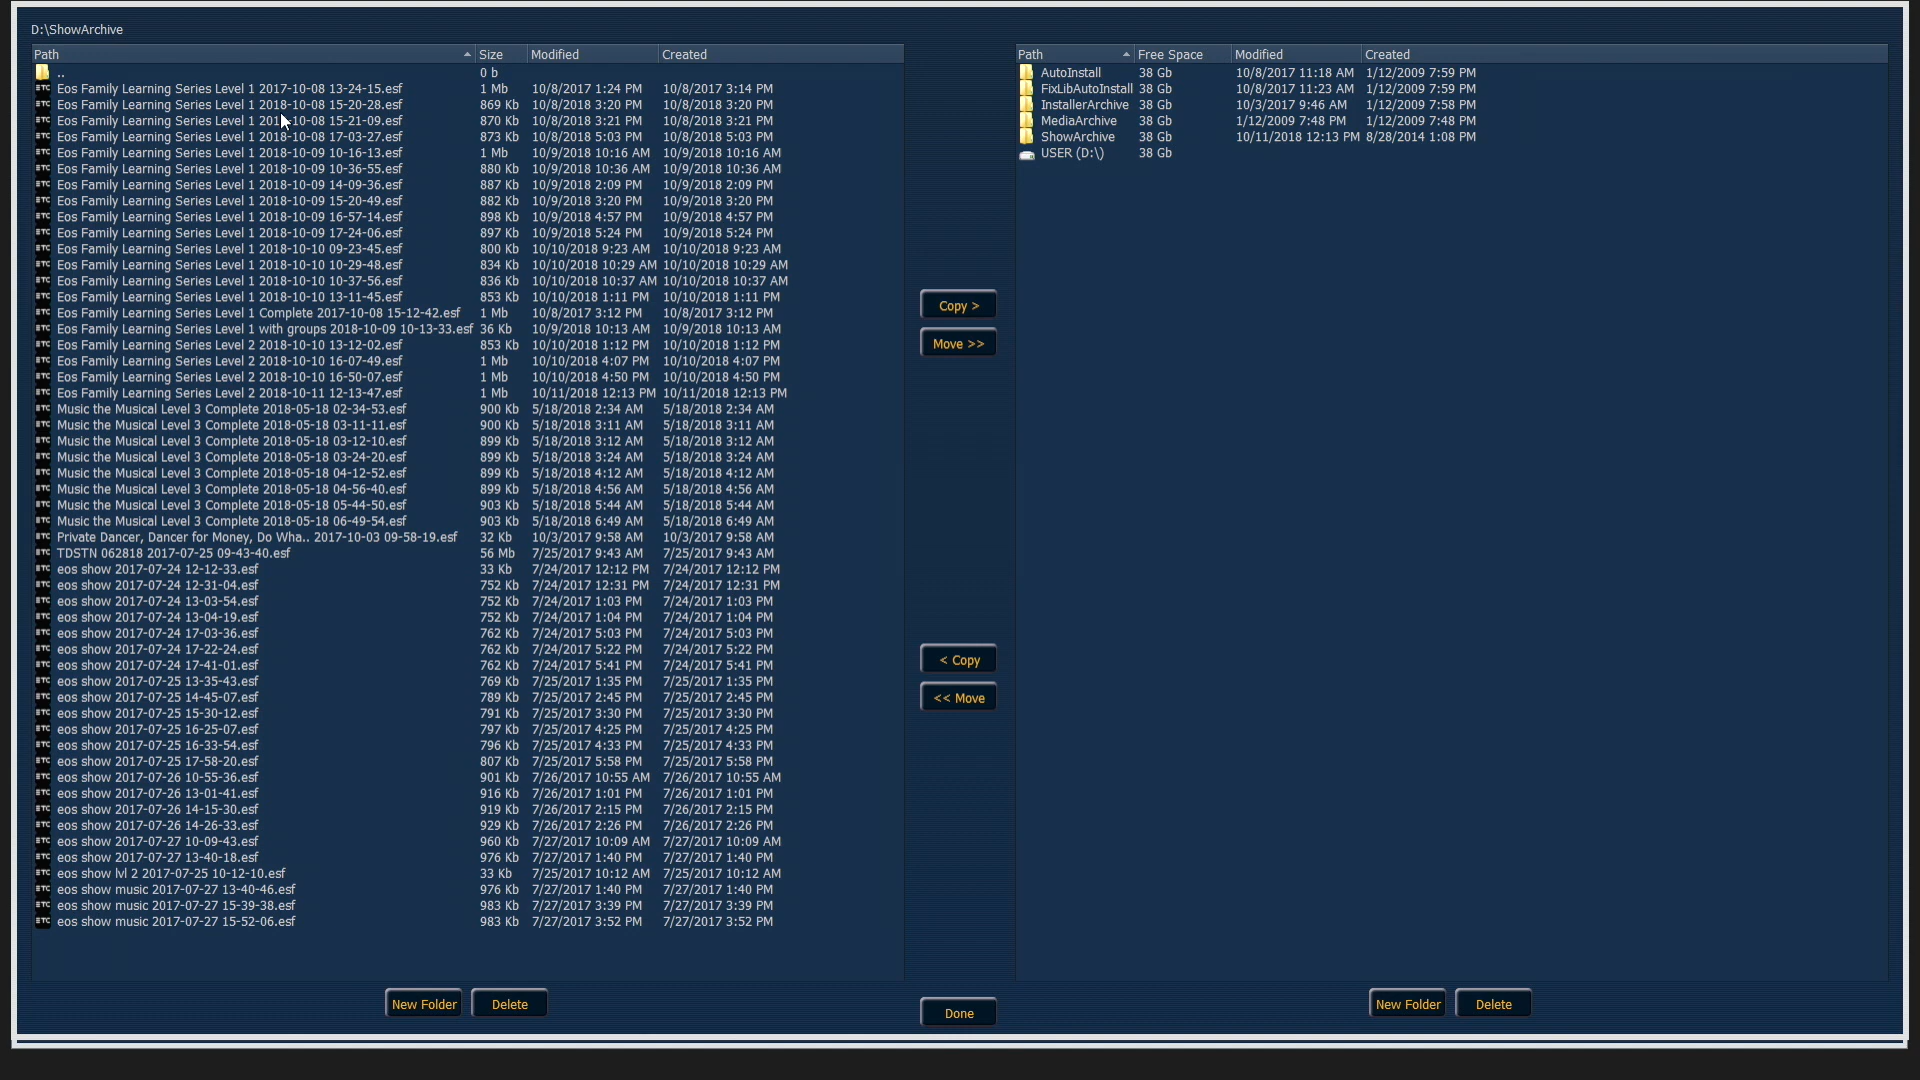 D:\ShowArchive
Path Size Modified Created
.. 0 b
Eos Family Learning Series Level 1 2017-10-08 13-24-15.esf 1 Mb 10/8/2017 1:24 PM 10/8/2017 3:14 PM
Eos Family Learning Series Level 1 2018-10-08 15-20-28.esf 869 Kb 10/8/2018 3:20 PM 10/8/2018 3:20 PM
Eos Family Learning Series Level 1 2018-10-08 15-21-09.esf 870 Kb 10/8/2018 3:21 PM 10/8/2018 3:21 PM
Eos Family Learning Series Level 1 2018-10-08 17-03-27.esf 873 Kb 10/8/2018 5:03 PM 10/8/2018 5:03 PM
Eos Family Learning Series Level 1 2018-10-09 10-16-13.esf 1 Mb 10/9/2018 10:16 AM 10/9/2018 10:16 AM
Eos Family Learning Series Level 1 2018-10-09 10-36-55.esf 880 Kb 10/9/2018 10:36 AM 10/9/2018 10:36 AM
Eos Family Learning Series Level 1 2018-10-09 14-09-36.esf 887 Kb 10/9/2018 2:09 PM 10/9/2018 2:09 PM
Eos Family Learning Series Level 1 2018-10-09 15-20-49.esf 882 Kb 10/9/2018 3:20 PM 10/9/2018 3:20 PM
Eos Family Learning Series Level 1 2018-10-09 16-57-14.esf 898 Kb 10/9/2018 4:57 PM 10/9/2018 4:57 PM
Eos Family Learning Series Level 1 2018-10-09 17-24-06.esf 897 Kb 10/9/2018 5:24 PM 10/9/2018 5:24 PM
Eos Family Learning Series Level 1 2018-10-10 09-23-45.esf 800 Kb 10/10/2018 9:23 AM 10/10/2018 9:23 AM
Eos Family Learning Series Level 1 2018-10-10 10-29-48.esf 834 Kb 10/10/2018 10:29 AM 10/10/2018 10:29 AM
Eos Family Learning Series Level 1 2018-10-10 10-37-56.esf 836 Kb 10/10/2018 10:37 AM 10/10/2018 10:37 AM
Eos Family Learning Series Level 1 2018-10-10 13-11-45.esf 853 Kb 10/10/2018 1:11 PM 10/10/2018 1:11 PM
Eos Family Learning Series Level 1 Complete 2017-10-08 15-12-42.esf 1 Mb 10/8/2017 3:12 PM 10/8/2017 3:12 PM
Eos Family Learning Series Level 1 with groups 2018-10-09 10-13-33.esf 36 Kb 10/9/2018 10:13 AM 10/9/2018 10:13 AM
Eos Family Learning Series Level 2 2018-10-10 13-12-02.esf 853 Kb 10/10/2018 1:12 PM 10/10/2018 1:12 PM
Eos Family Learning Series Level 2 2018-10-10 16-07-49.esf 1 Mb 10/10/2018 4:07 PM 10/10/2018 4:07 PM
Eos Family Learning Series Level 2 2018-10-10 16-50-07.esf 1 Mb 10/10/2018 4:50 PM 10/10/2018 4:50 PM
Eos Family Learning Series Level 2 2018-10-11 12-13-47.esf 1 Mb 10/11/2018 12:13 PM 10/11/2018 12:13 PM
Music the Musical Level 3 Complete 2018-05-18 02-34-53.esf 900 Kb 5/18/2018 2:34 AM 5/18/2018 2:34 AM
Music the Musical Level 3 Complete 2018-05-18 03-11-11.esf 900 Kb 5/18/2018 3:11 AM 5/18/2018 3:11 AM
Music the Musical Level 3 Complete 2018-05-18 03-12-10.esf 899 Kb 5/18/2018 3:12 AM 5/18/2018 3:12 AM
Music the Musical Level 3 Complete 2018-05-18 03-24-20.esf 899 Kb 5/18/2018 3:24 AM 5/18/2018 3:24 AM
Music the Musical Level 3 Complete 2018-05-18 04-12-52.esf 899 Kb 5/18/2018 4:12 AM 5/18/2018 4:12 AM
Music the Musical Level 3 Complete 2018-05-18 04-56-40.esf 899 Kb 5/18/2018 4:56 AM 5/18/2018 4:56 AM
Music the Musical Level 3 Complete 2018-05-18 05-44-50.esf 903 Kb 5/18/2018 5:44 AM 5/18/2018 5:44 AM
Music the Musical Level 3 Complete 2018-05-18 06-49-54.esf 903 Kb 5/18/2018 6:49 AM 5/18/2018 6:49 AM
Private Dancer, Dancer for Money, Do Wha.. 2017-10-03 09-58-19.esf 32 Kb 10/3/2017 9:58 AM 10/3/2017 9:58 AM
TDSTN 062818 2017-07-25 09-43-40.esf 56 Mb 7/25/2017 9:43 AM 7/25/2017 9:43 AM
eos show 2017-07-24 12-12-33.esf 33 Kb 7/24/2017 12:12 PM 7/24/2017 12:12 PM
eos show 2017-07-24 12-31-04.esf 752 Kb 7/24/2017 12:31 PM 7/24/2017 12:31 PM
eos show 2017-07-24 13-03-54.esf 752 Kb 7/24/2017 1:03 PM 7/24/2017 1:03 PM
eos show 2017-07-24 13-04-19.esf 752 Kb 7/24/2017 1:04 PM 7/24/2017 1:04 PM
eos show 2017-07-24 17-03-36.esf 762 Kb 7/24/2017 5:03 PM 7/24/2017 5:03 PM
eos show 2017-07-24 17-22-24.esf 762 Kb 7/24/2017 5:22 PM 7/24/2017 5:22 PM
eos show 2017-07-24 17-41-01.esf 762 Kb 7/24/2017 5:41 PM 7/24/2017 5:41 PM
eos show 2017-07-25 13-35-43.esf 769 Kb 7/25/2017 1:35 PM 7/25/2017 1:35 PM
eos show 2017-07-25 14-45-07.esf 789 Kb 7/25/2017 2:45 PM 7/25/2017 2:45 PM
eos show 2017-07-25 15-30-12.esf 791 Kb 7/25/2017 3:30 PM 7/25/2017 3:30 PM
eos show 2017-07-25 16-25-07.esf 797 Kb 7/25/2017 4:25 PM 7/25/2017 4:25 PM
eos show 2017-07-25 16-33-54.esf 796 Kb 7/25/2017 4:33 PM 7/25/2017 4:33 PM
eos show 2017-07-25 17-58-20.esf 807 Kb 7/25/2017 5:58 PM 7/25/2017 5:58 PM
eos show 2017-07-26 10-55-36.esf 901 Kb 7/26/2017 10:55 AM 7/26/2017 10:55 AM
eos show 2017-07-26 13-01-41.esf 916 Kb 7/26/2017 1:01 PM 7/26/2017 1:01 PM
eos show 2017-07-26 14-15-30.esf 919 Kb 7/26/2017 2:15 PM 7/26/2017 2:15 PM
eos show 2017-07-26 14-26-33.esf 929 Kb 7/26/2017 2:26 PM 7/26/2017 2:26 PM
eos show 2017-07-27 10-09-43.esf 960 Kb 7/27/2017 10:09 AM 7/27/2017 10:09 AM
eos show 2017-07-27 13-40-18.esf 976 Kb 7/27/2017 1:40 PM 7/27/2017 1:40 PM
eos show lvl 2 2017-07-25 10-12-10.esf 33 Kb 7/25/2017 10:12 AM 7/25/2017 10:12 AM
eos show music 2017-07-27 13-40-46.esf 976 Kb 7/27/2017 1:40 PM 7/27/2017 1:40 PM
eos show music 2017-07-27 15-39-38.esf 983 Kb 7/27/2017 3:39 PM 7/27/2017 3:39 PM
eos show music 2017-07-27 15-52-06.esf 983 Kb 7/27/2017 3:52 PM 7/27/2017 3:52 PM
New Folder Delete
Copy >
Move >>
< Copy
<< Move
Done
Path Free Space Modified Created
AutoInstall 38 Gb 10/8/2017 11:18 AM 1/12/2009 7:59 PM
FixLibAutoInstall 38 Gb 10/8/2017 11:23 AM 1/12/2009 7:59 PM
InstallerArchive 38 Gb 10/3/2017 9:46 AM 1/12/2009 7:58 PM
MediaArchive 38 Gb 1/12/2009 7:48 PM 1/12/2009 7:48 PM
ShowArchive 38 Gb 10/11/2018 12:13 PM 8/28/2014 1:08 PM
USER (D:\) 38 Gb
New Folder Delete